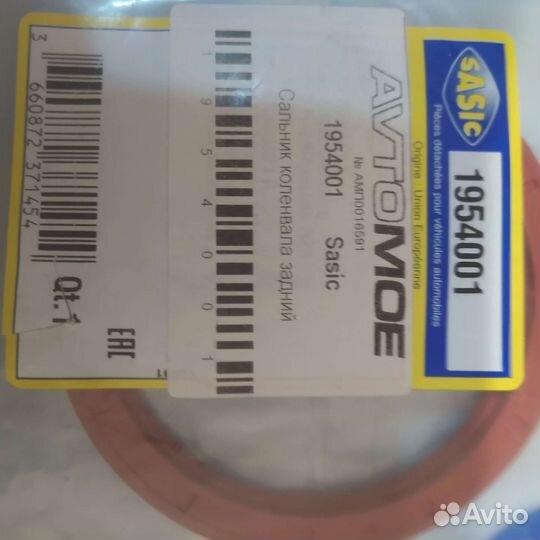 SASIC
Pièces détachées pour véhicules automobiles
Origine : Union Européenne
1954001
AVTOMOE
№ АМП0016591
1954001 Sasic
Сальник коленвала задний
1 9 5 4 0 0 1
3 660872 371454
Qt.1
EAC
Avito